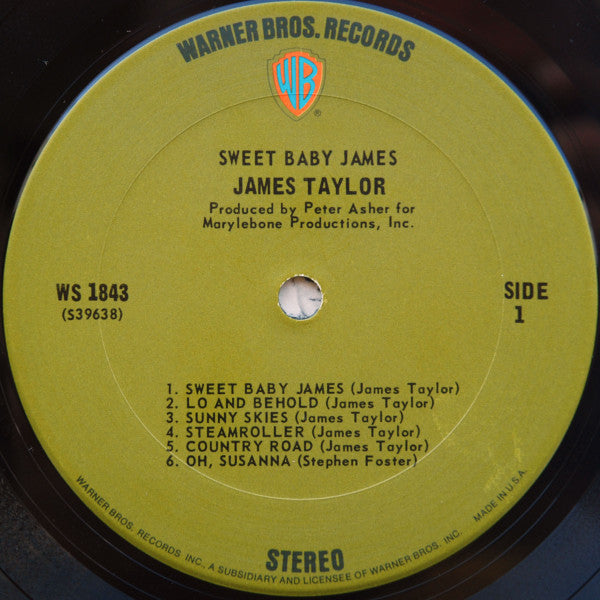 WARNER BROS. RECORDS
WB
®
SWEET BABY JAMES
JAMES TAYLOR
Produced by Peter Asher for
Marylebone Productions, Inc.
WS 1843
(S39638)
SIDE
1
1. SWEET BABY JAMES (James Taylor)
2. LO AND BEHOLD (James Taylor)
3. SUNNY SKIES (James Taylor)
4. STEAMROLLER (James Taylor)
5. COUNTRY ROAD (James Taylor)
6. OH, SUSANNA (Stephen Foster)
STEREO
WARNER BROS. RECORDS INC., A SUBSIDIARY AND LICENSEE OF WARNER BROS. INC.
MADE IN U.S.A.